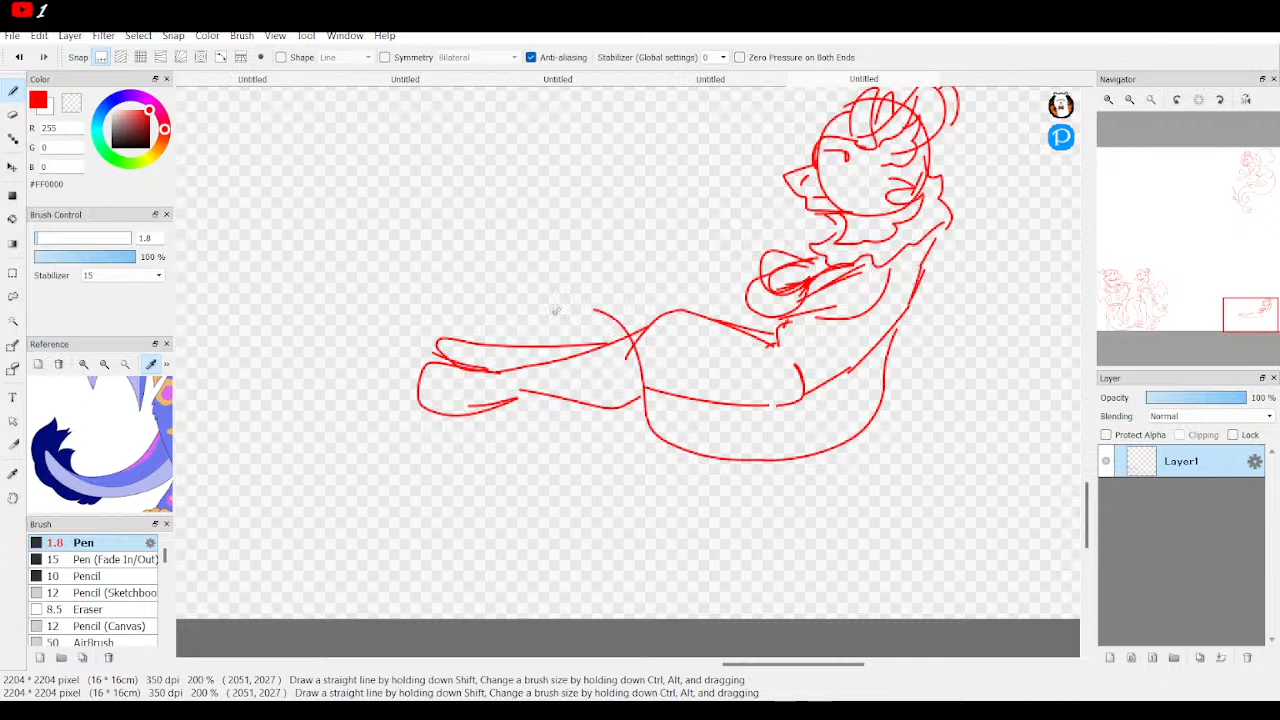 1
File Edit Layer Filter Select Snap Color Brush View Tool Window Help
Snap Shape Line Symmetry Bilateral Anti-aliasing Stabilizer (Global settings) 0 Zero Pressure on Both Ends
Color
Untitled Untitled Untitled Untitled Untitled
Navigator
R 255
G 0
B 0
#FF0000
Brush Control
1.8
100 %
Stabilizer 15
Reference
Layer
Opacity 100 %
Blending Normal
Protect Alpha Clipping Lock
Layer1
Brush
1.8 Pen
15 Pen (Fade In/Out)
10 Pencil
12 Pencil (Sketchboo
8.5 Eraser
12 Pencil (Canvas)
50 AirBrush
2204 * 2204 pixel (16 * 16cm) 350 dpi 200 % ( 2051, 2027 ) Draw a straight line by holding down Shift, Change a brush size by holding down Ctrl, Alt, and dragging
2204 * 2204 pixel (16 * 16cm) 350 dpi 200 % ( 2051, 2027 ) Draw a straight line by holding down Shift, Change a brush size by holding down Ctrl, Alt, and dragging